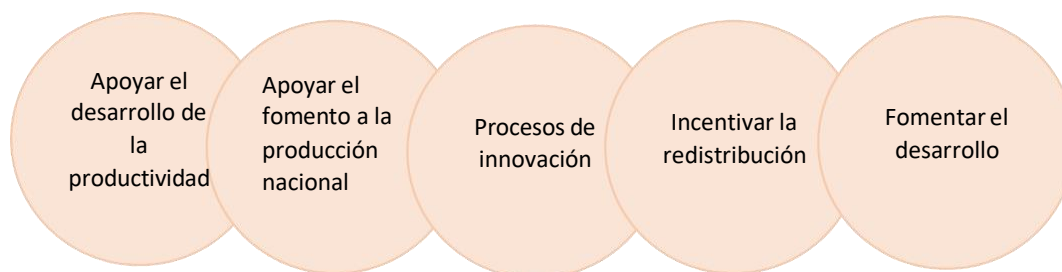 Apoyar el
desarrollo de
la
productividad
Apoyar el
fomento a la
producción
nacional
Procesos de
innovación
Incentivar la
redistribución
Fomentar el
desarrollo